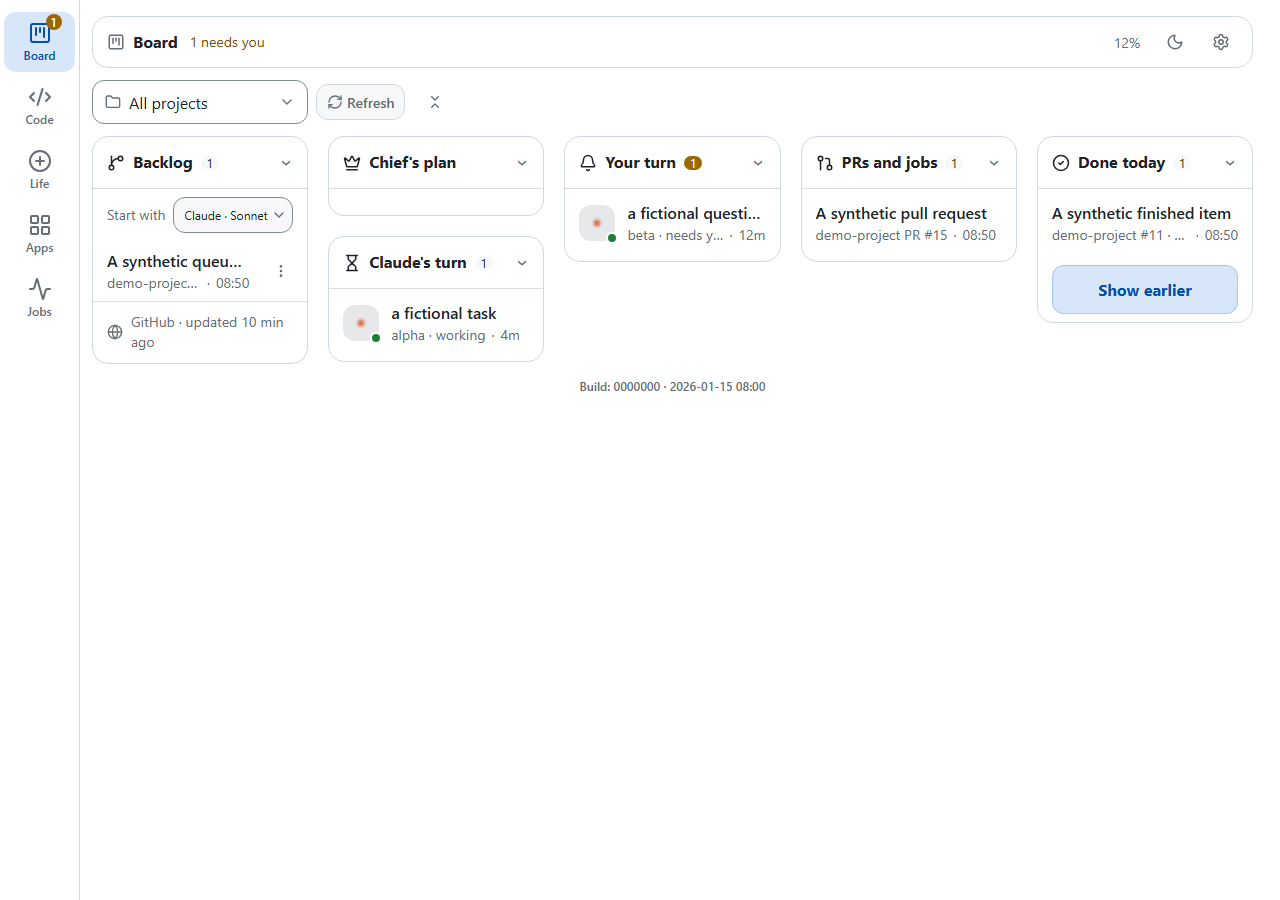 1
Board
Code
Life
Apps
Jobs
Board 1 needs you 12%
All projects Refresh
Backlog 1
Start with Claude · Sonnet
A synthetic queu...
demo-projec... · 08:50
GitHub · updated 10 min
ago
Chief's plan
Claude's turn 1
a fictional task
alpha · working · 4m
Your turn 1
a fictional questi...
beta · needs y... · 12m
PRs and jobs 1
A synthetic pull request
demo-project PR #15 · 08:50
Done today 1
A synthetic finished item
demo-project #11 · ... · 08:50
Show earlier
Build: 0000000 · 2026-01-15 08:00